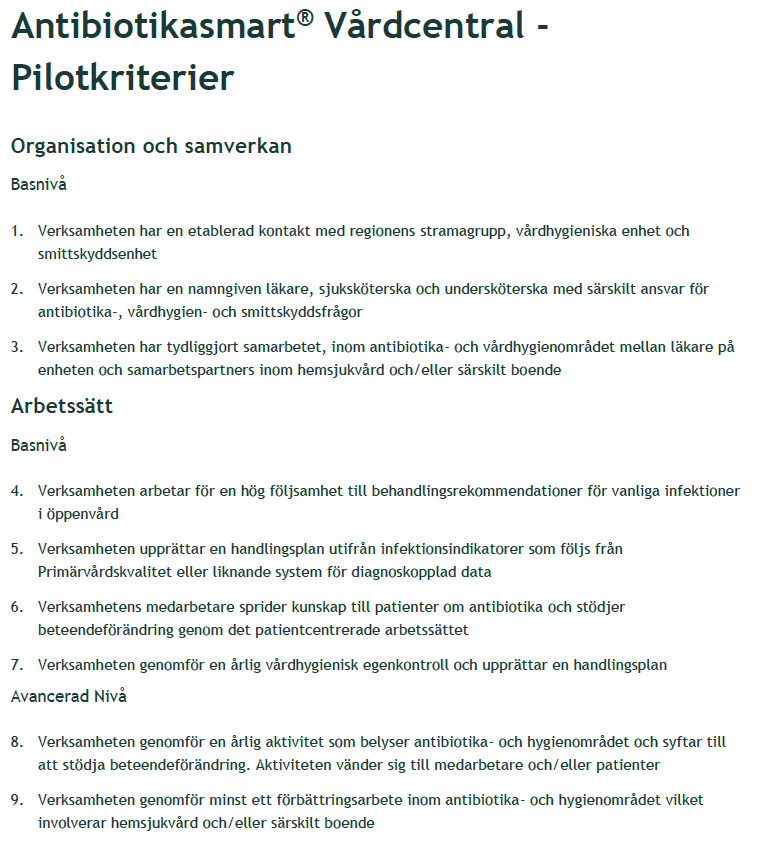 Antibiotikasmart® Vårdcentral -
Pilotkriterier
Organisation och samverkan
Basnivå
1. Verksamheten har en etablerad kontakt med regionens stramagrupp, vårdhygieniska enhet och
smittskyddsenhet
2. Verksamheten har en namngiven läkare, sjuksköterska och undersköterska med särskilt ansvar för
antibiotika-, vårdhygien- och smittskyddsfrågor
3. Verksamheten har tydliggjort samarbetet, inom antibiotika- och vårdhygienområdet mellan läkare på
enheten och samarbetspartners inom hemsjukvård och/eller särskilt boende
Arbetssätt
Basnivå
4. Verksamheten arbetar för en hög följsamhet till behandlingsrekommendationer för vanliga infektioner
i öppenvård
5. Verksamheten upprättar en handlingsplan utifrån infektionsindikatorer som följs från
Primärvårdskvalitet eller liknande system för diagnoskopplad data
6. Verksamhetens medarbetare sprider kunskap till patienter om antibiotika och stödjer
beteendeförändring genom det patientcentrerade arbetssättet
7. Verksamheten genomför en årlig vårdhygienisk egenkontroll och upprättar en handlingsplan
Avancerad Nivå
8. Verksamheten genomför en årlig aktivitet som belyser antibiotika- och hygienområdet och syftar till
att stödja beteendeförändring. Aktiviteten vänder sig till medarbetare och/eller patienter
9. Verksamheten genomför minst ett förbättringsarbete inom antibiotika- och hygienområdet vilket
involverar hemsjukvård och/eller särskilt boende